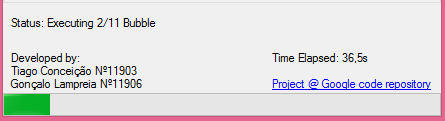 Status: Executing 2/11 Bubble
Developed by:
Tiago Conceição Nº11903
Gonçalo Lampreia Nº11906
Time Elapsed: 36,5s
Project @ Google code repository